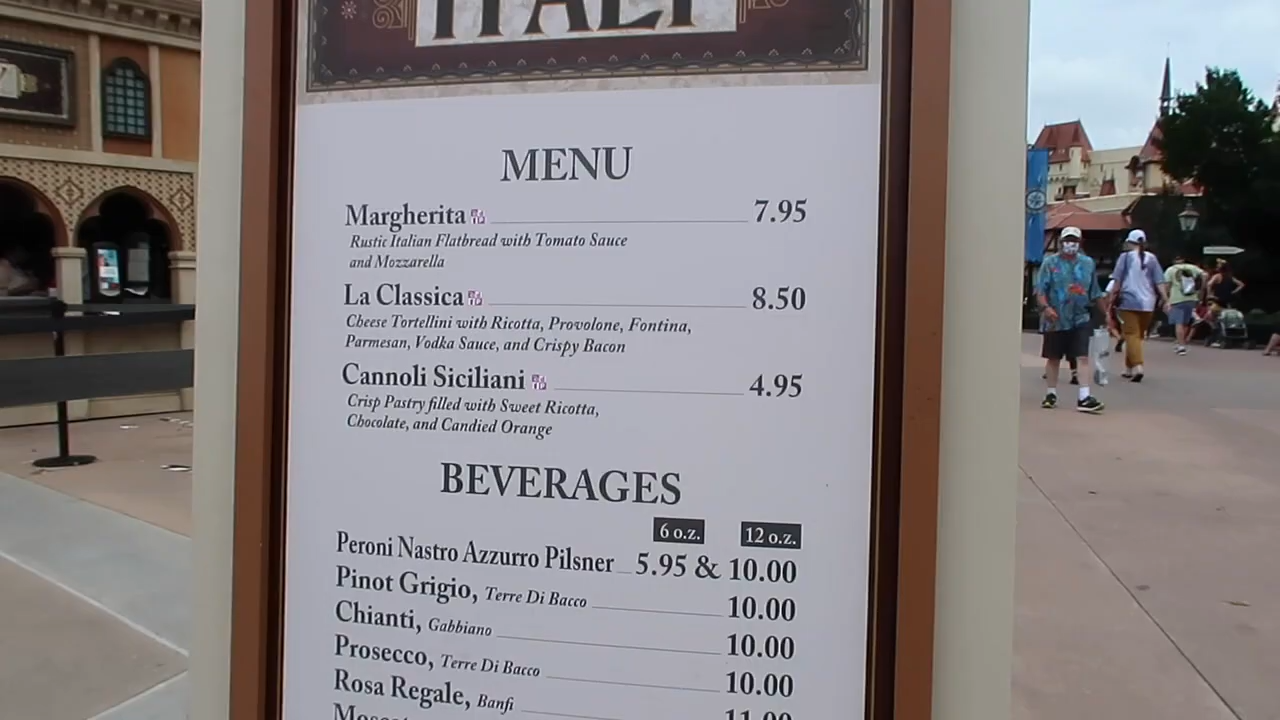 ITALY
MENU
Margherita 7.95
Rustic Italian Flatbread with Tomato Sauce
and Mozzarella
La Classica 8.50
Cheese Tortellini with Ricotta, Provolone, Fontina,
Parmesan, Vodka Sauce, and Crispy Bacon
Cannoli Siciliani 4.95
Crisp Pastry filled with Sweet Ricotta,
Chocolate, and Candied Orange
BEVERAGES
6 o.z. 12 o.z.
Peroni Nastro Azzurro Pilsner 5.95 & 10.00
Pinot Grigio, Terre Di Bacco 10.00
Chianti, Gabbiano 10.00
Prosecco, Terre Di Bacco 10.00
Rosa Regale, Banfi 11.00